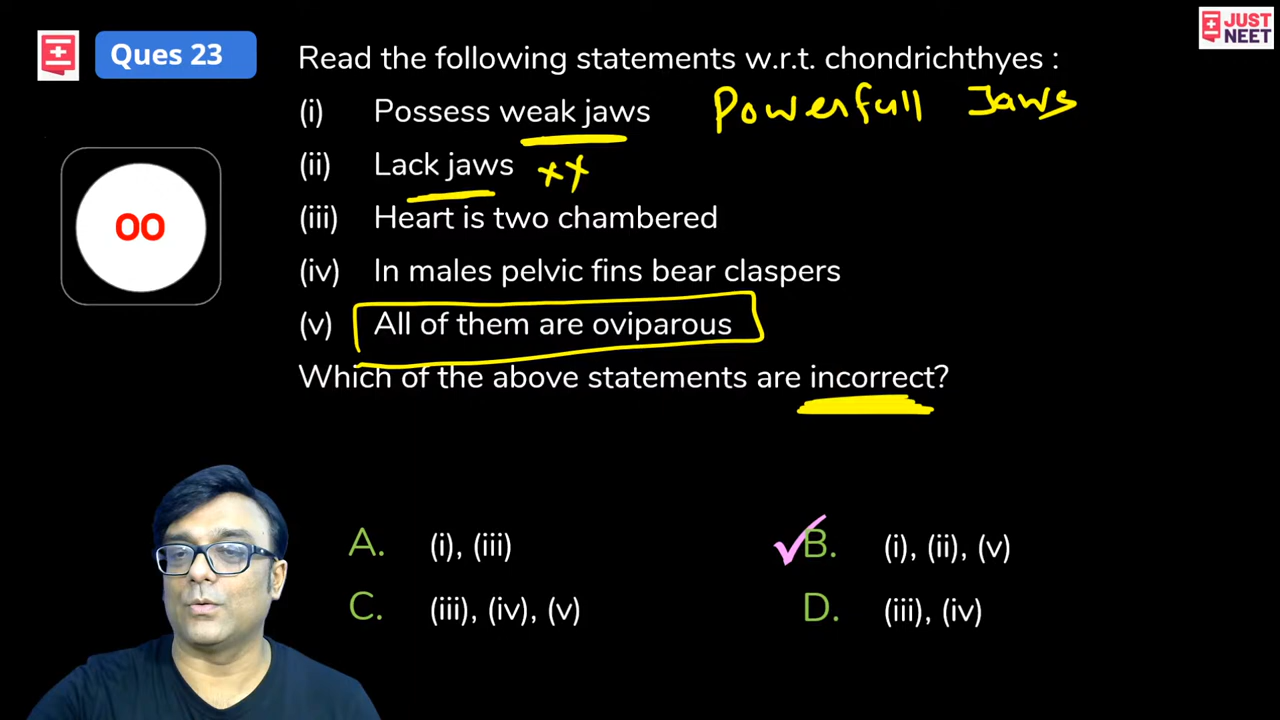 JUST
NEET
Ques 23
Read the following statements w.r.t. chondrichthyes :
(i) Possess weak jaws Powerfull Jaws
(ii) Lack jaws xx
(iii) Heart is two chambered
(iv) In males pelvic fins bear claspers
(v) All of them are oviparous
Which of the above statements are incorrect?
00
A. (i), (iii)
B. (i), (ii), (v)
C. (iii), (iv), (v)
D. (iii), (iv)